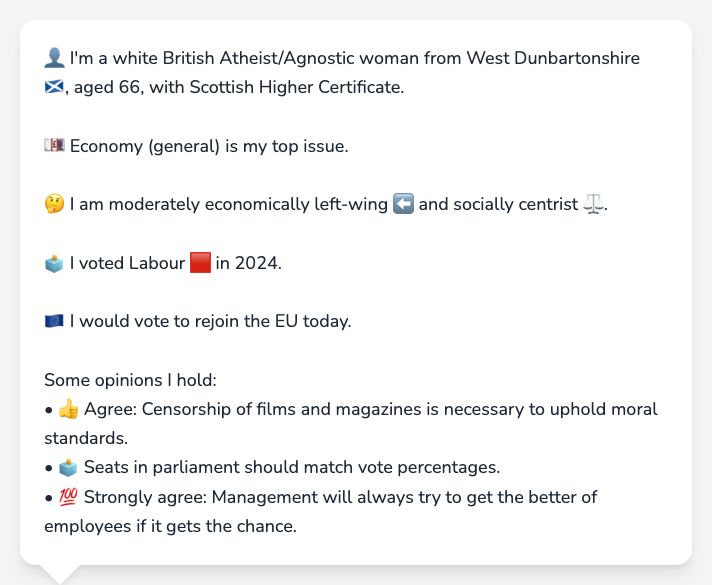 👤 I'm a white British Atheist/Agnostic woman from West Dunbartonshire
🏴󠁧󠁢󠁳󠁣󠁴󠁿, aged 66, with Scottish Higher Certificate.
💷 Economy (general) is my top issue.
🤔 I am moderately economically left-wing ⬅️ and socially centrist ⚖️.
🗳️ I voted Labour 🟥 in 2024.
🇪🇺 I would vote to rejoin the EU today.
Some opinions I hold:
• 👍 Agree: Censorship of films and magazines is necessary to uphold moral
standards.
• 🗳️ Seats in parliament should match vote percentages.
• 💯 Strongly agree: Management will always try to get the better of
employees if it gets the chance.